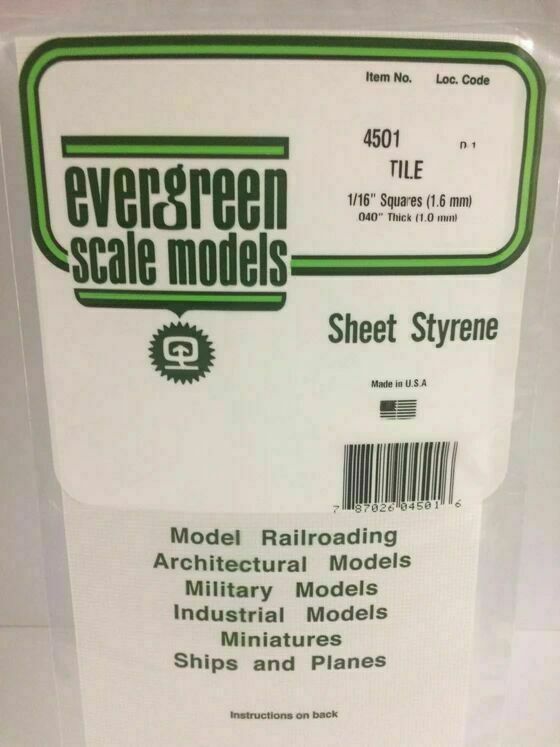 Item No. Loc. Code
4501 D 1
TILE
1/16" Squares (1.6 mm)
040" Thick (1.0 mm)
evergreen
scale models
Sheet Styrene
Made in U.S.A
7 87026 04501 6
Model Railroading
Architectural Models
Military Models
Industrial Models
Miniatures
Ships and Planes
Instructions on back